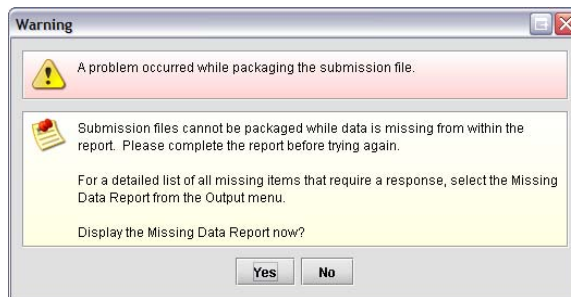 Warning
A problem occurred while packaging the submission file.
Submission files cannot be packaged while data is missing from within the
report. Please complete the report before trying again.
For a detailed list of all missing items that require a response, select the Missing
Data Report from the Output menu.
Display the Missing Data Report now?
Yes No